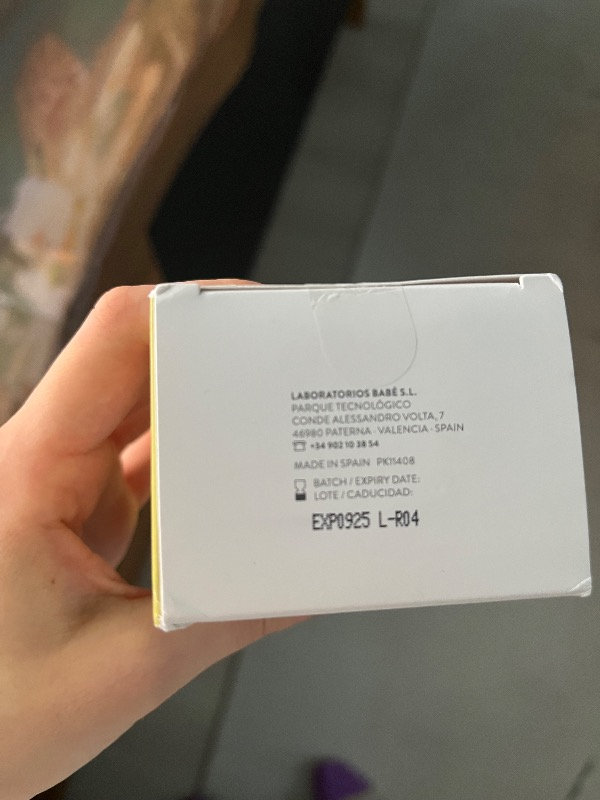 LABORATORIOS BABÉ S.L.
PARQUE TECNOLÓGICO
CONDE ALESSANDRO VOLTA, 7
46980 PATERNA · VALENCIA · SPAIN
+34 902 10 38 54
MADE IN SPAIN PK11408
BATCH / EXPIRY DATE:
LOTE / CADUCIDAD:
EXP0925 L-R04